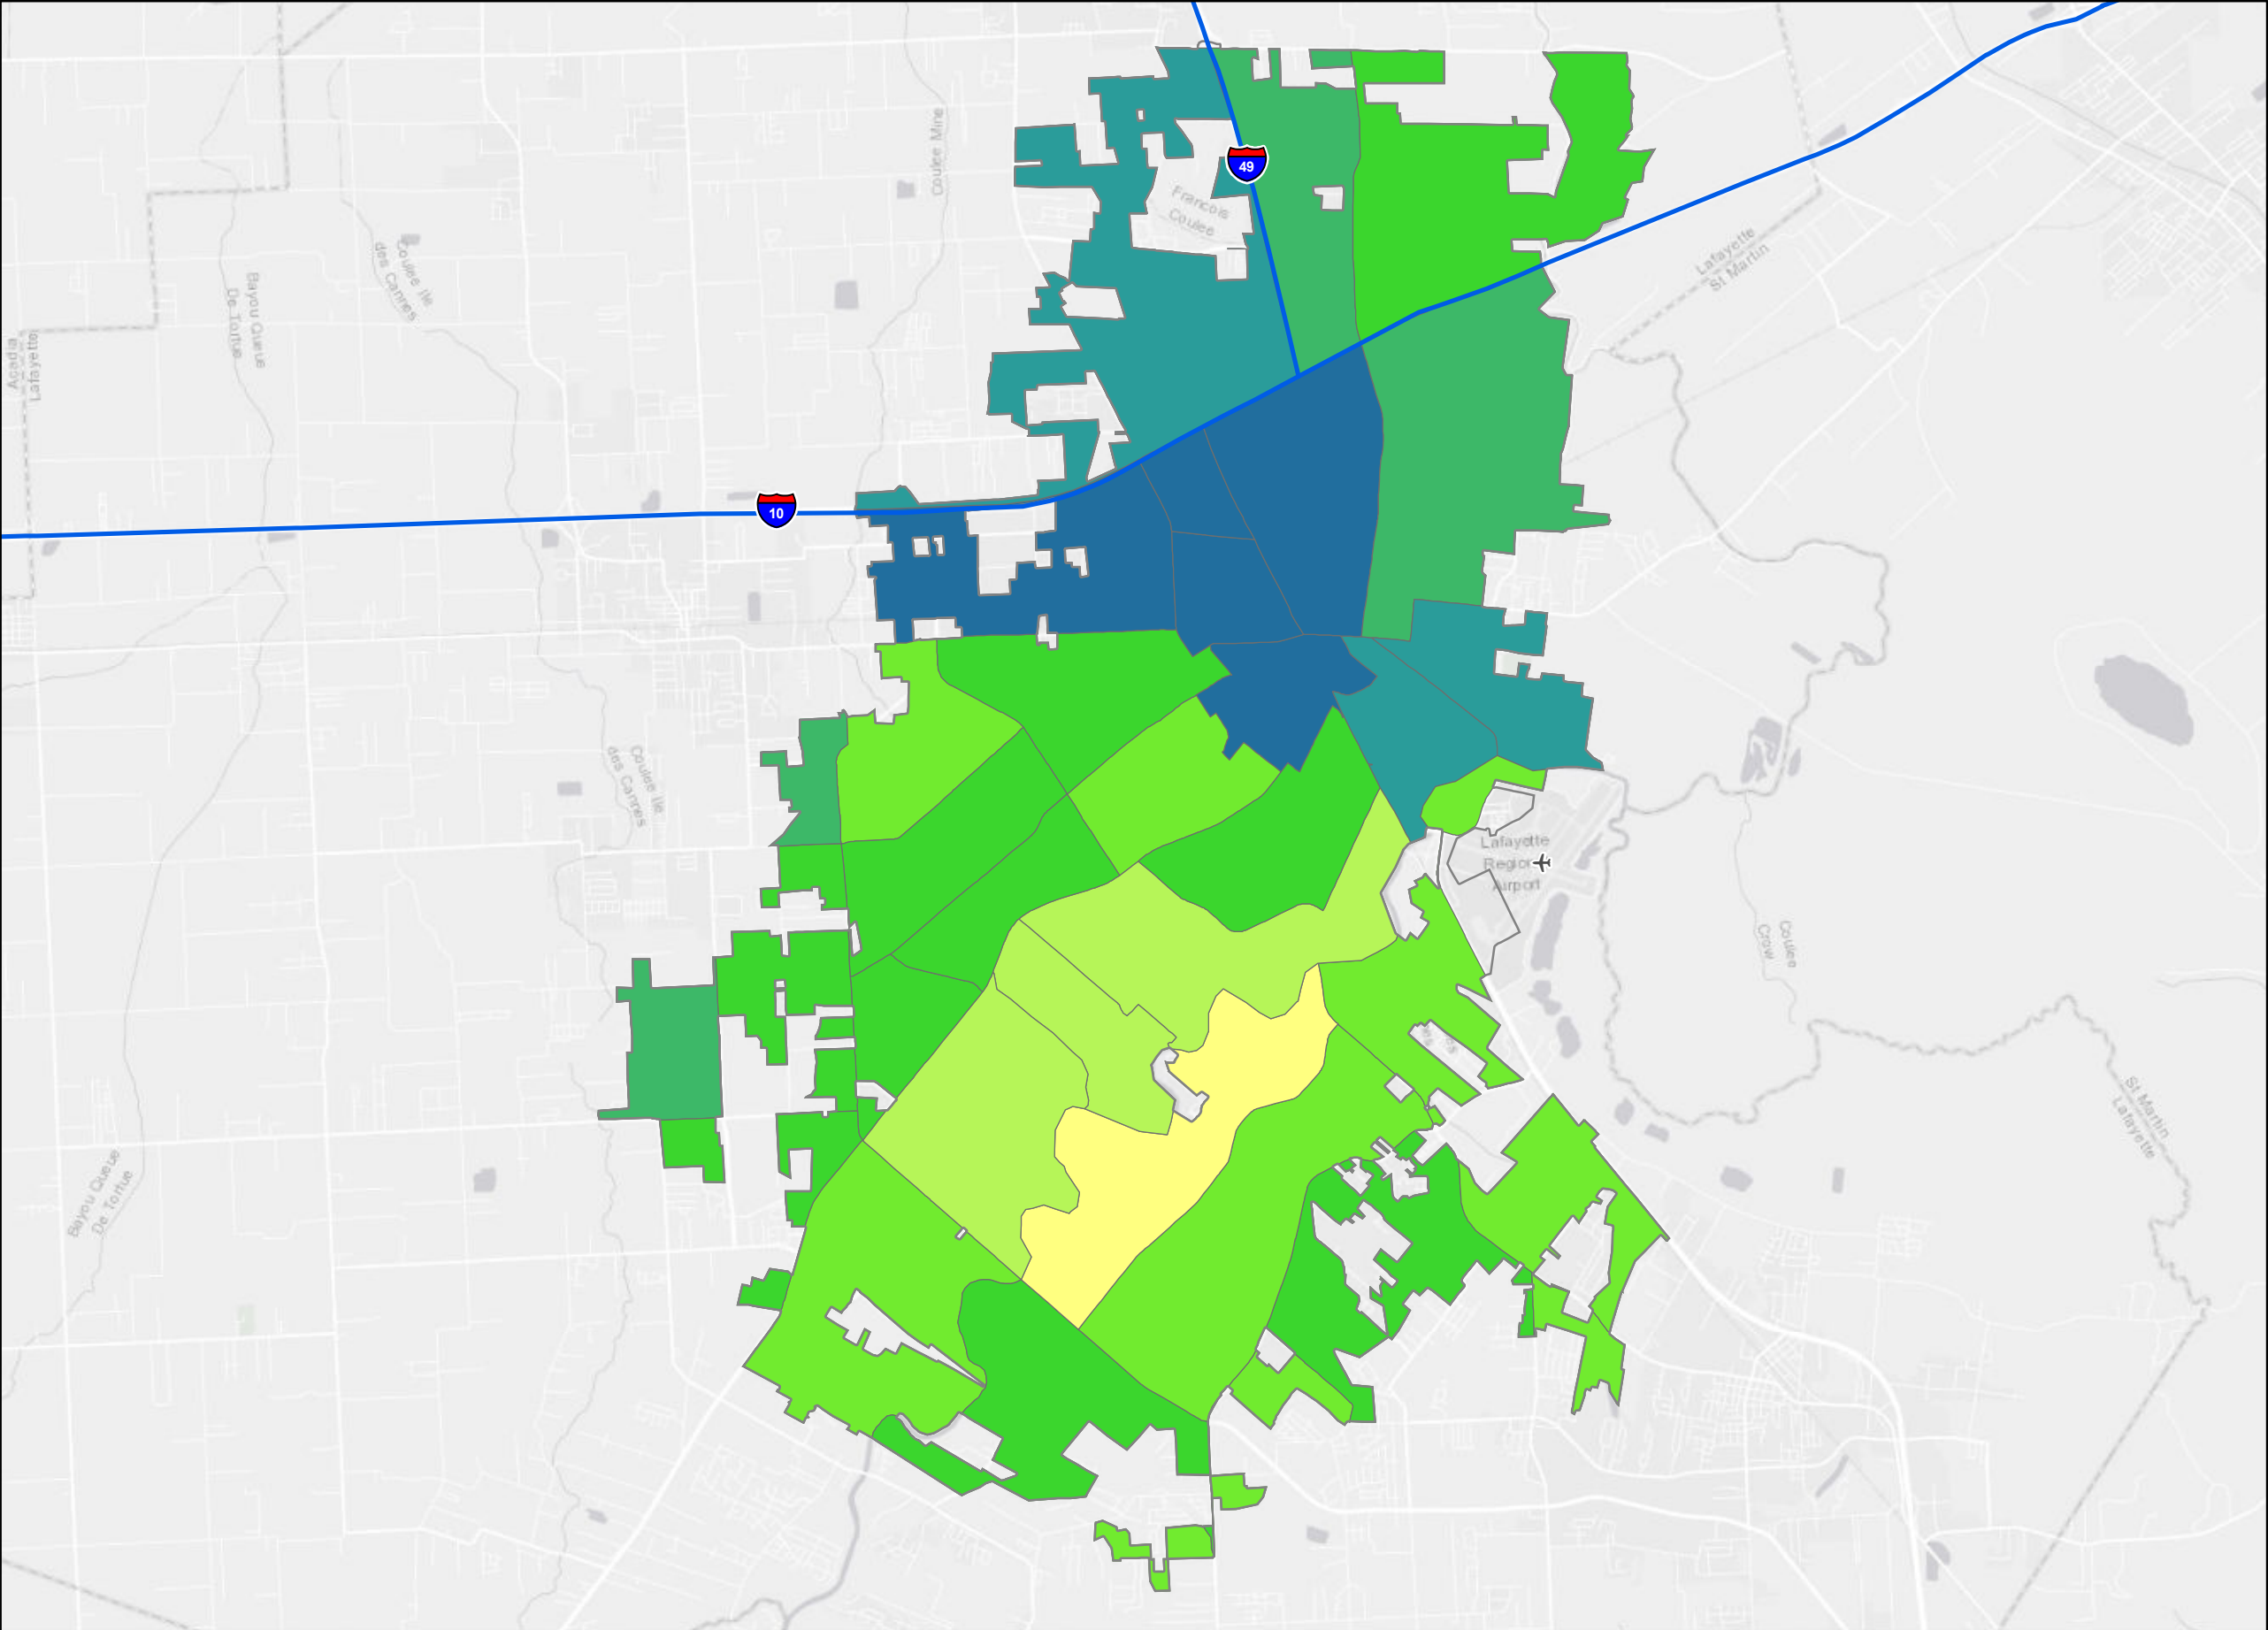 Coulee Mine
49
Francois
Coulee
Lafayette
St Martin
Coulee Ile
des Cannes
Bayou Queue
De Tortue
Acadia
Lafayette
10
Coulee Ile
des Cannes
Lafayette
Regional
Airport
Coulee
Crow
St Martin
Lafayette
Bayou Queue
De Tortue